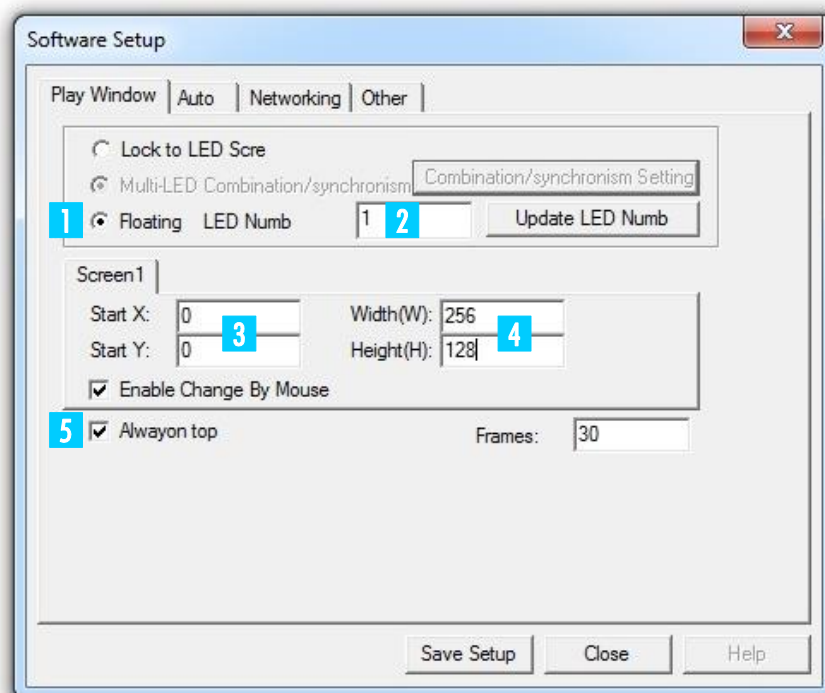 Software Setup
Play Window Auto Networking Other
Lock to LED Scre
Multi-LED Combination/synchronism Combination/synchronism Setting
1 Floating LED Numb 1 2 Update LED Numb
Screen1
Start X: 0 Width(W): 256
3 4
Start Y: 0 Height(H): 128
Enable Change By Mouse
5 Alwayon top Frames: 30
Save Setup Close Help